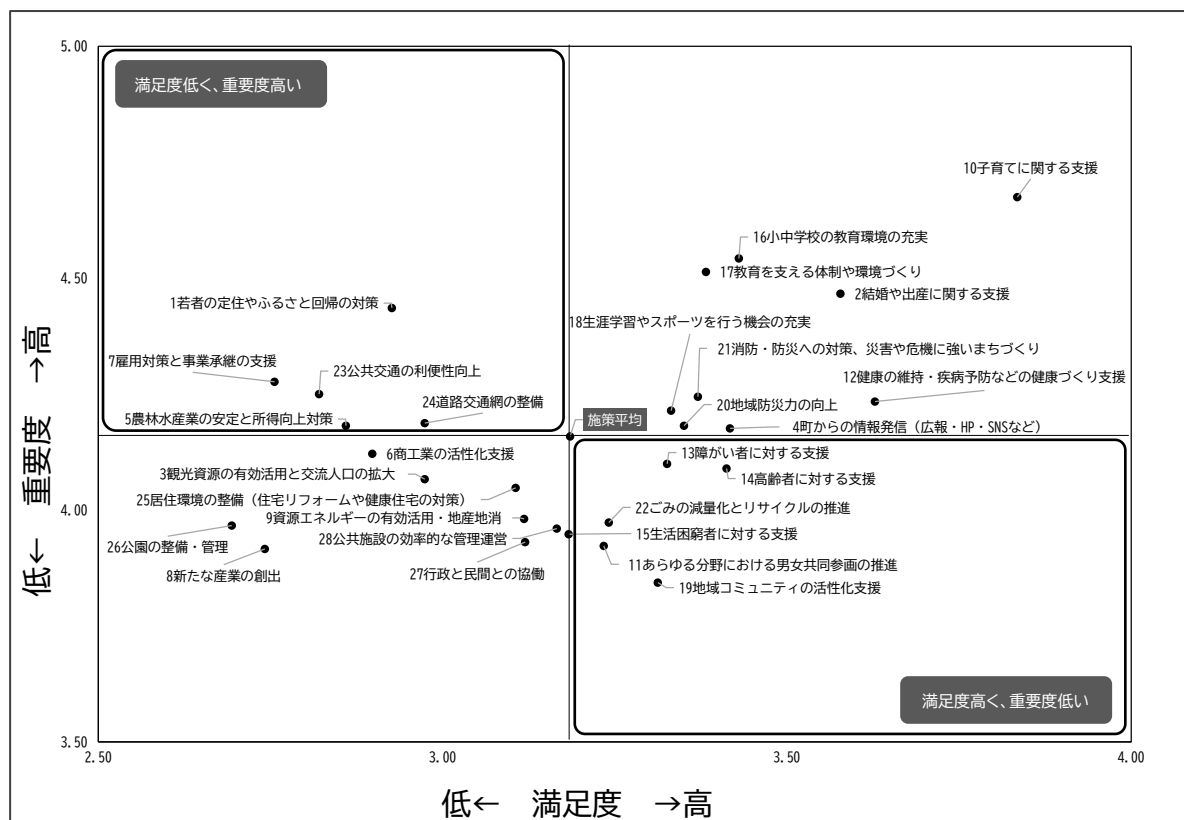 5.00
満足度低く、重要度高い
10子育てに関する支援
16小中学校の教育環境の充実
4.50
17教育を支える体制や環境づくり
2結婚や出産に関する支援
1若者の定住やふるさと回帰の対策
18生涯学習やスポーツを行う機会の充実
21消防・防災への対策、災害や危機に強いまちづくり
7雇用対策と事業承継の支援
23公共交通の利便性向上
12健康の維持・疾病予防などの健康づくり支援
24道路交通網の整備
20地域防災力の向上
5農林水産業の安定と所得向上対策
施策平均
4町からの情報発信（広報・HP・SNSなど）
6商工業の活性化支援
13障がい者に対する支援
3観光資源の有効活用と交流人口の拡大
14高齢者に対する支援
25居住環境の整備（住宅リフォームや健康住宅の対策）
4.00
9資源エネルギーの有効活用・地産地消
22ごみの減量化とリサイクルの推進
28公共施設の効率的な管理運営
15生活困窮者に対する支援
26公園の整備・管理
11あらゆる分野における男女共同参画の推進
8新たな産業の創出
27行政と民間との協働
19地域コミュニティの活性化支援
満足度高く、重要度低い
3.50
2.50
3.00
3.50
4.00
低← 重要度 →高
低← 満足度 →高